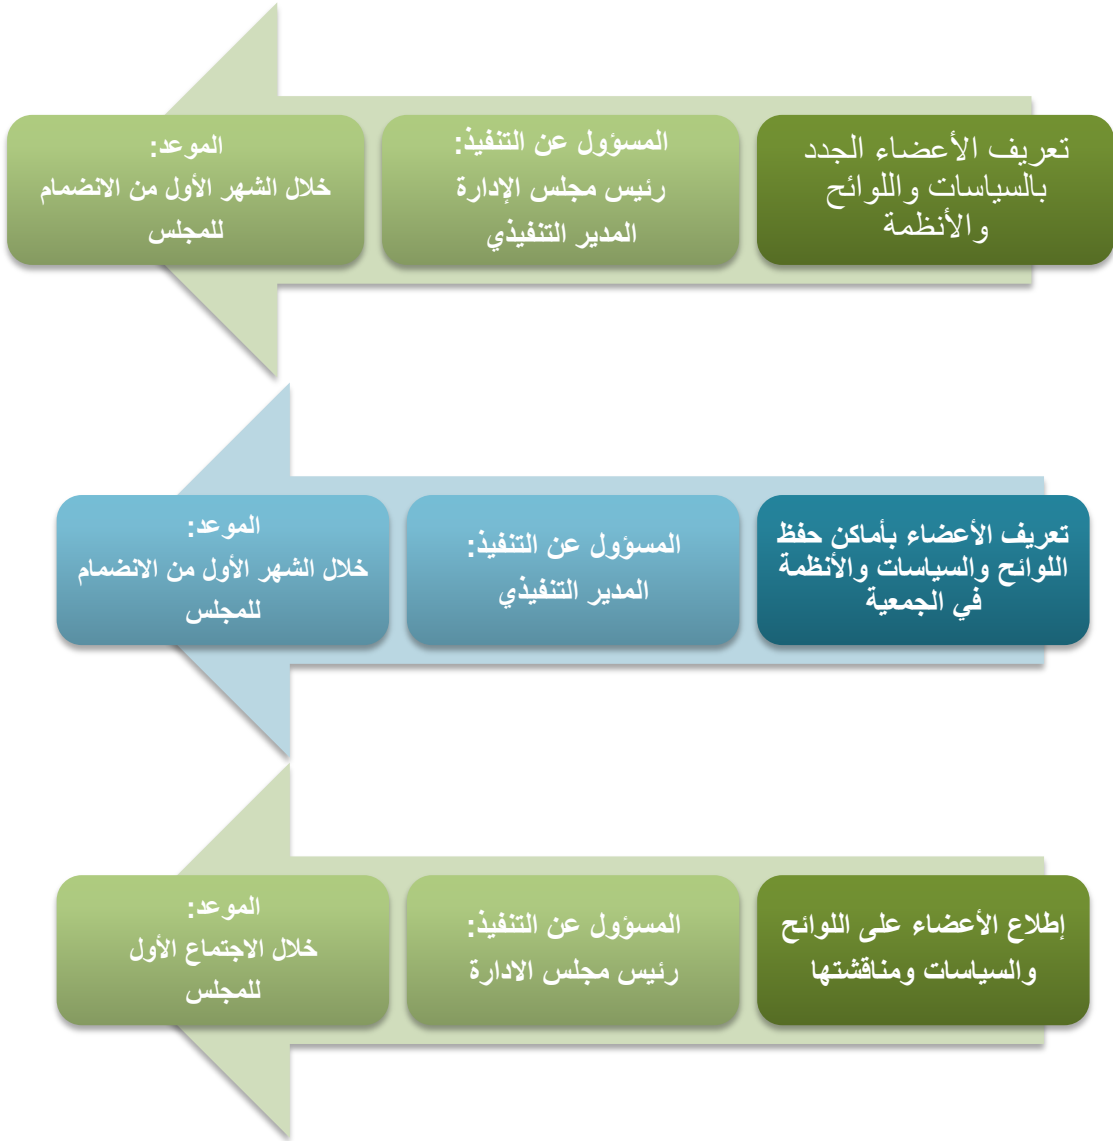 تعريف الأعضاء الجدد
بالسياسات واللوائح
والأنظمة
المسؤول عن التنفيذ:
رئيس مجلس الإدارة
المدير التنفيذي
الموعد:
خلال الشهر الأول من الانضمام
للمجلس
تعريف الأعضاء بأماكن حفظ
اللوائح والسياسات والأنظمة
في الجمعية
المسؤول عن التنفيذ:
المدير التنفيذي
الموعد:
خلال الشهر الأول من الانضمام
للمجلس
إطلاع الأعضاء على اللوائح
والسياسات ومناقشتها
المسؤول عن التنفيذ:
رئيس مجلس الادارة
الموعد:
خلال الاجتماع الأول
للمجلس